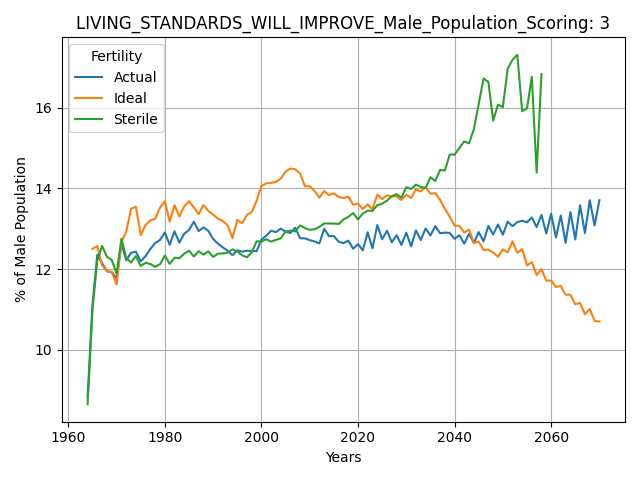 LIVING_STANDARDS_WILL_IMPROVE_Male_Population_Scoring: 3
Fertility
Actual
Ideal
Sterile
% of Male Population
16
14
12
10
1960 1980 2000 2020 2040 2060
Years